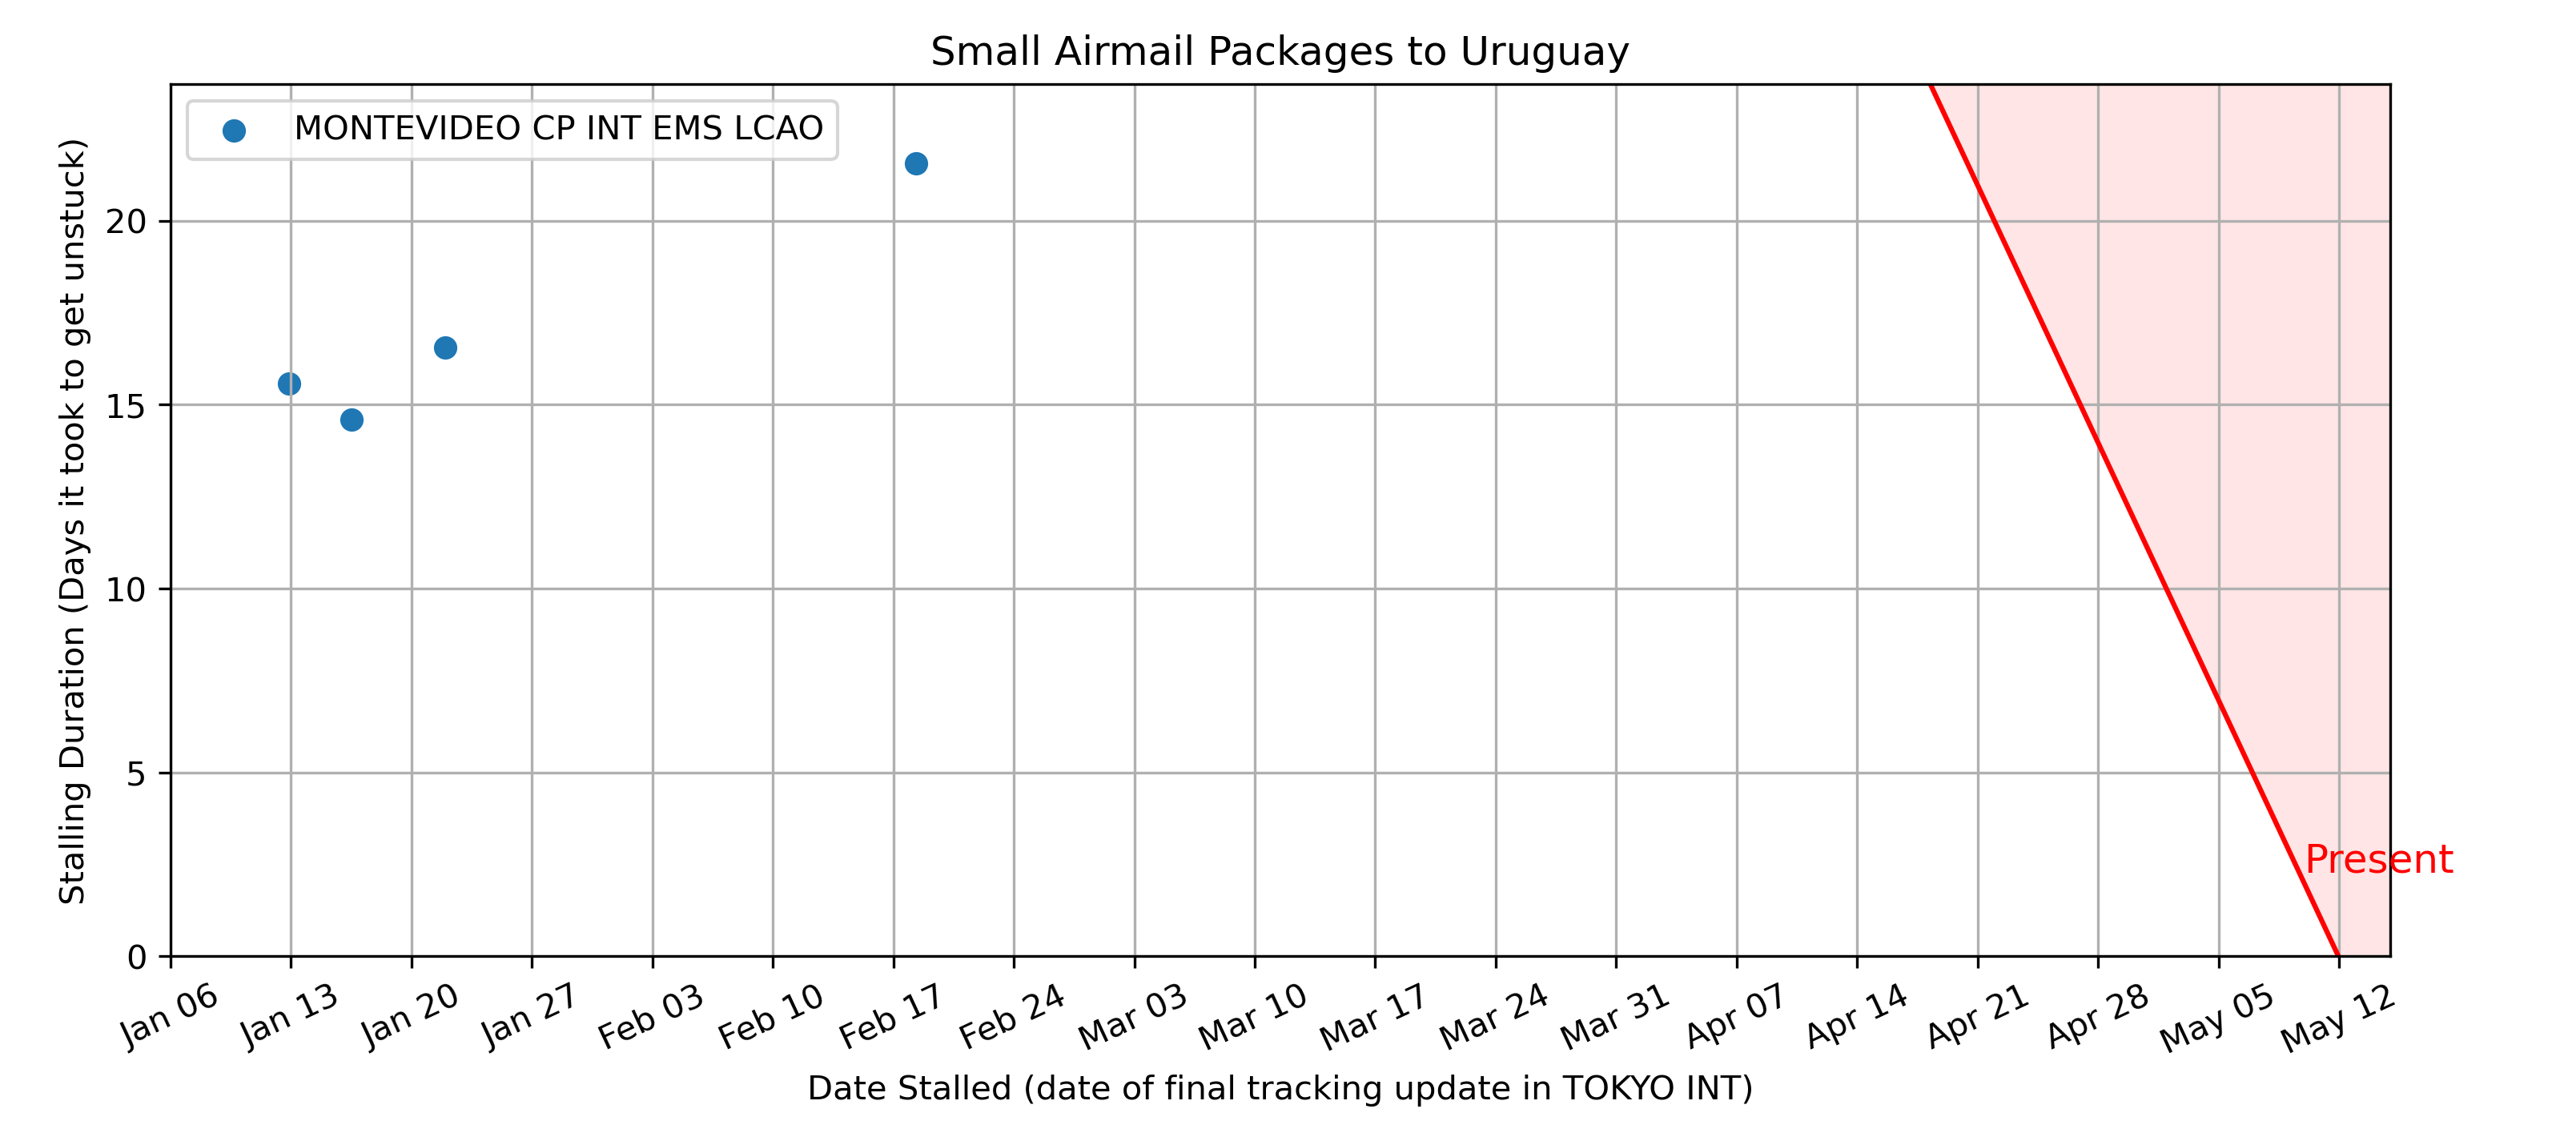 Small Airmail Packages to Uruguay
MONTEVIDEO CP INT EMS LCAO
Stalling Duration (Days it took to get unstuck)
20
15
10
5
0
Present
Jan 06
Jan 13
Jan 20
Jan 27
Feb 03
Feb 10
Feb 17
Feb 24
Mar 03
Mar 10
Mar 17
Mar 24
Mar 31
Apr 07
Apr 14
Apr 21
Apr 28
May 05
May 12
Date Stalled (date of final tracking update in TOKYO INT)